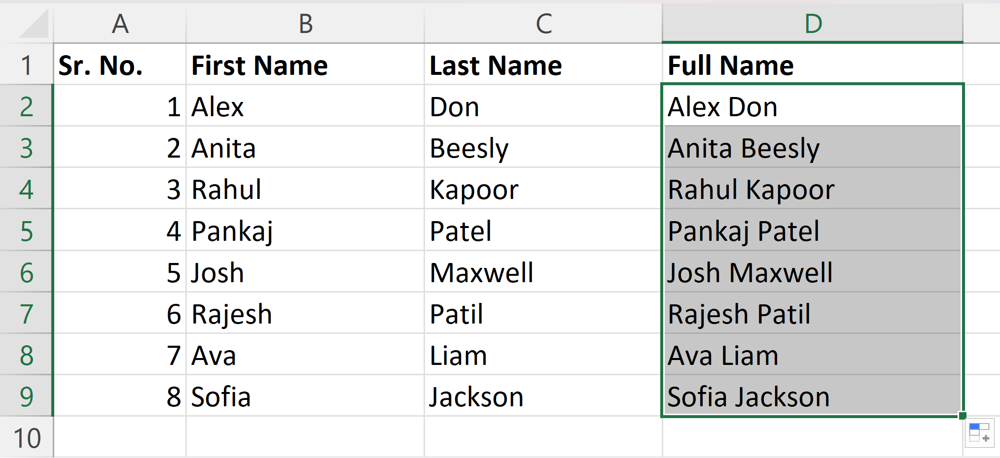 A B C D
1 Sr. No. First Name Last Name Full Name
2 1 Alex Don Alex Don
3 2 Anita Beesly Anita Beesly
4 3 Rahul Kapoor Rahul Kapoor
5 4 Pankaj Patel Pankaj Patel
6 5 Josh Maxwell Josh Maxwell
7 6 Rajesh Patil Rajesh Patil
8 7 Ava Liam Ava Liam
9 8 Sofia Jackson Sofia Jackson
10